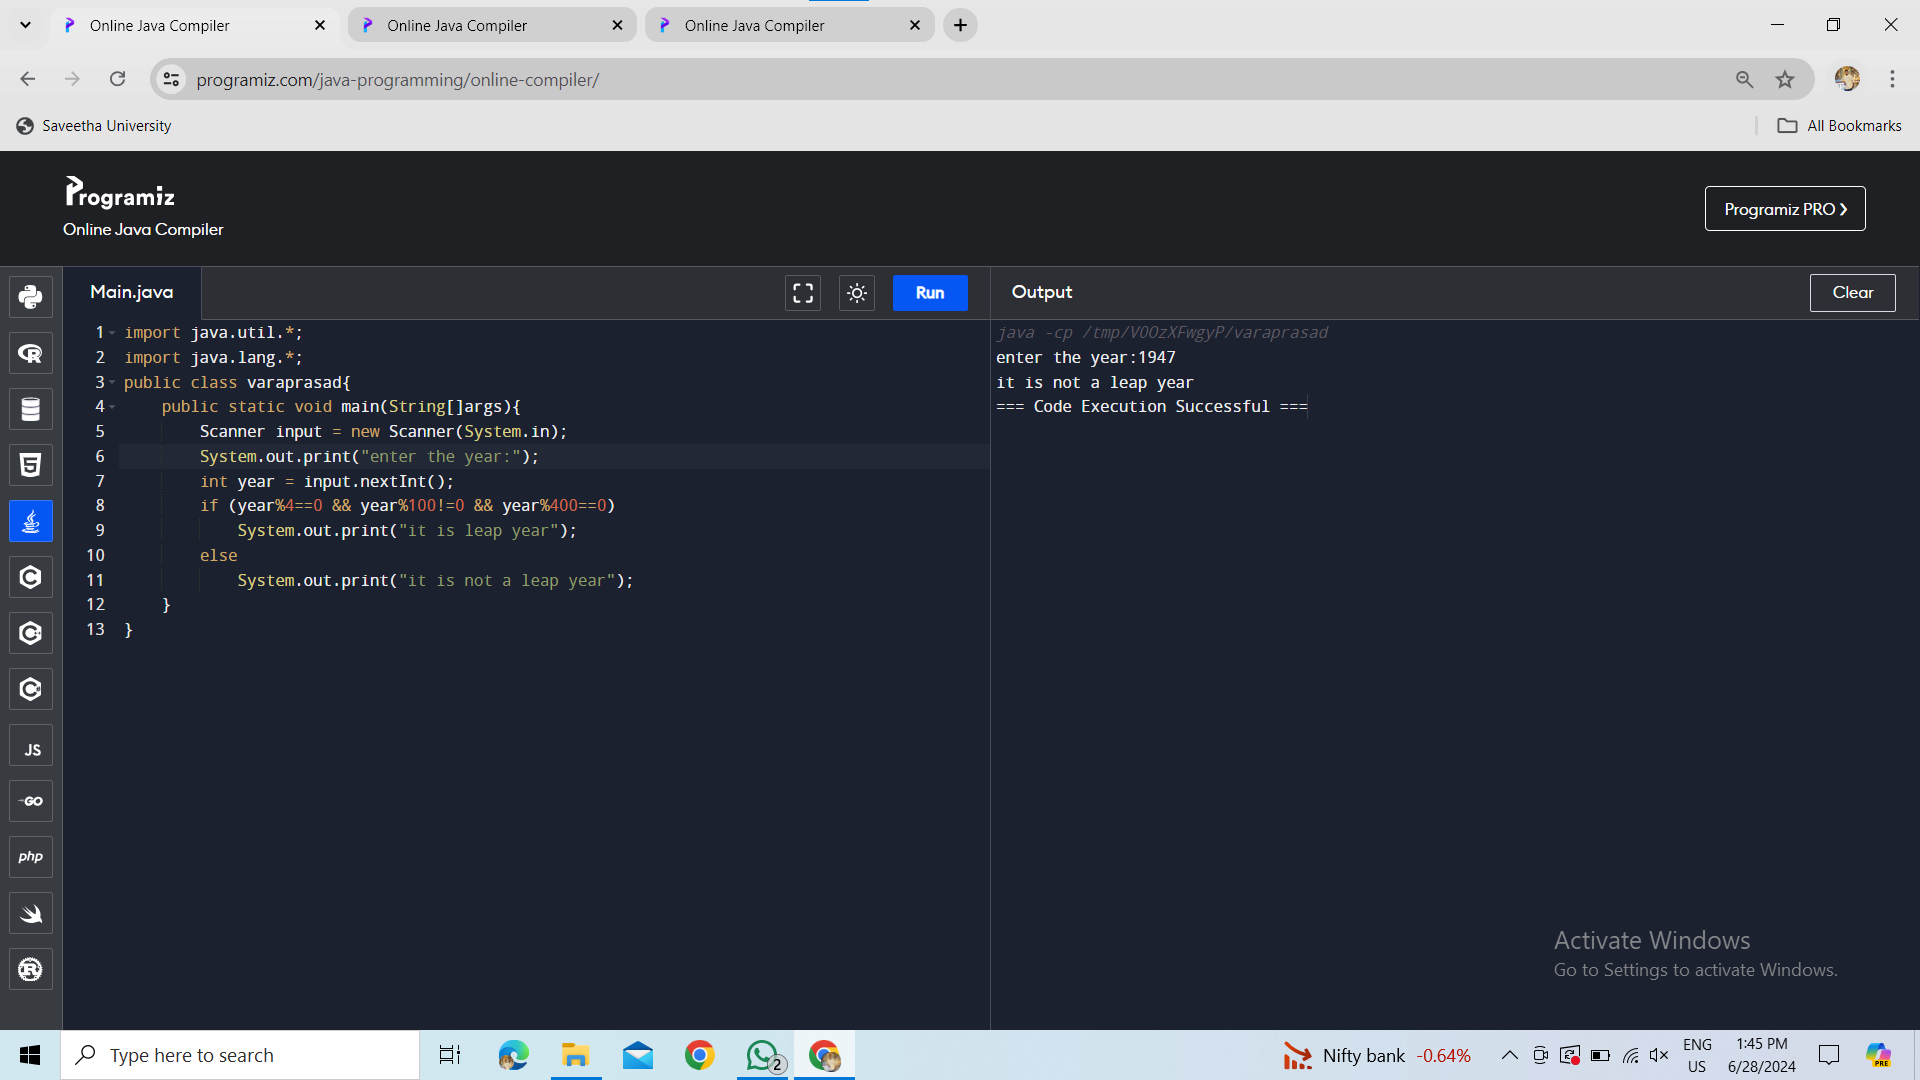 Online Java Compiler
Online Java Compiler
Online Java Compiler
programiz.com/java-programming/online-compiler/
Saveetha University
All Bookmarks
Programiz
Online Java Compiler
Programiz PRO ❯
Main.java
Run
Output
Clear
1 import java.util.*;
2 import java.lang.*;
3 public class varaprasad{
4 public static void main(String[]args){
5 Scanner input = new Scanner(System.in);
6 System.out.print("enter the year:");
7 int year = input.nextInt();
8 if (year%4==0 && year%100!=0 && year%400==0)
9 System.out.print("it is leap year");
10 else
11 System.out.print("it is not a leap year");
12 }
13 }
java -cp /tmp/V0OzXFwgyP/varaprasad
enter the year:1947
it is not a leap year
=== Code Execution Successful ===
JS
GO
php
Activate Windows
Go to Settings to activate Windows.
Type here to search
2
Nifty bank -0.64%
ENG
US
1:45 PM
6/28/2024
PRE